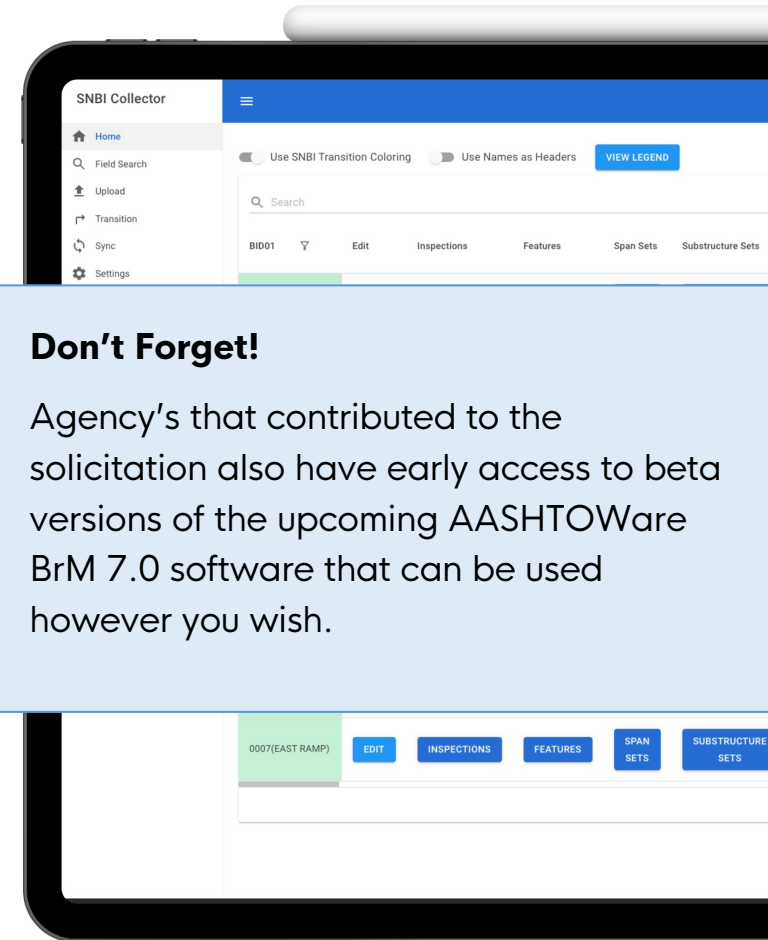 SNBI Collector
Home
Field Search
Upload
Transition
Sync
Settings
Use SNBI Transition Coloring Use Names as Headers VIEW LEGEND
Search
BID01 Edit Inspections Features Span Sets Substructure Sets
Don't Forget!
Agency's that contributed to the
solicitation also have early access to beta
versions of the upcoming AASHTOWare
BrM 7.0 software that can be used
however you wish.
0007(EAST RAMP) EDIT INSPECTIONS FEATURES SPAN SETS SUBSTRUCTURE SETS